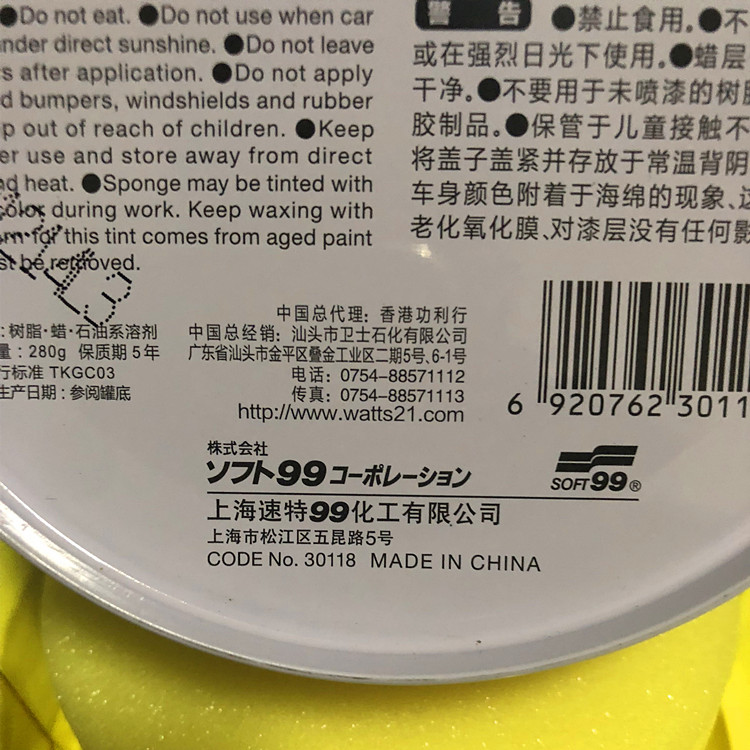 ●Do not eat. ●Do not use when car
under direct sunshine. ●Do not leave
after application. ●Do not apply
bumpers, windshields and rubber
out of reach of children. ●Keep
use and store away from direct
heat. ●Sponge may be tinted with
color during work. Keep waxing with
for this tint comes from aged paint
be removed.
警 告 ●禁止食用。●不
或在强烈日光下使用。●蜡层
干净。●不要用于未喷漆的树脂
胶制品。●保管于儿童接触不
将盖子盖紧并存放于常温背阴
车身颜色附着于海绵的现象、这
老化氧化膜、对漆层没有任何影
: 树脂·蜡·石油系溶剂
量 : 280g 保质期5年
行标准 TKGC03
生产日期 : 参阅罐底
中国总代理: 香港功利行
中国总经销: 汕头市卫士石化有限公司
广东省汕头市金平区叠金工业区二期5号、6-1号
电话: 0754-88571112
传真: 0754-88571113
http://www.watts21.com
6 920762 3011
株式会社
ソフト99コーポレーション
SOFT99®
上海速特99化工有限公司
上海市松江区五昆路5号
CODE No. 30118 MADE IN CHINA